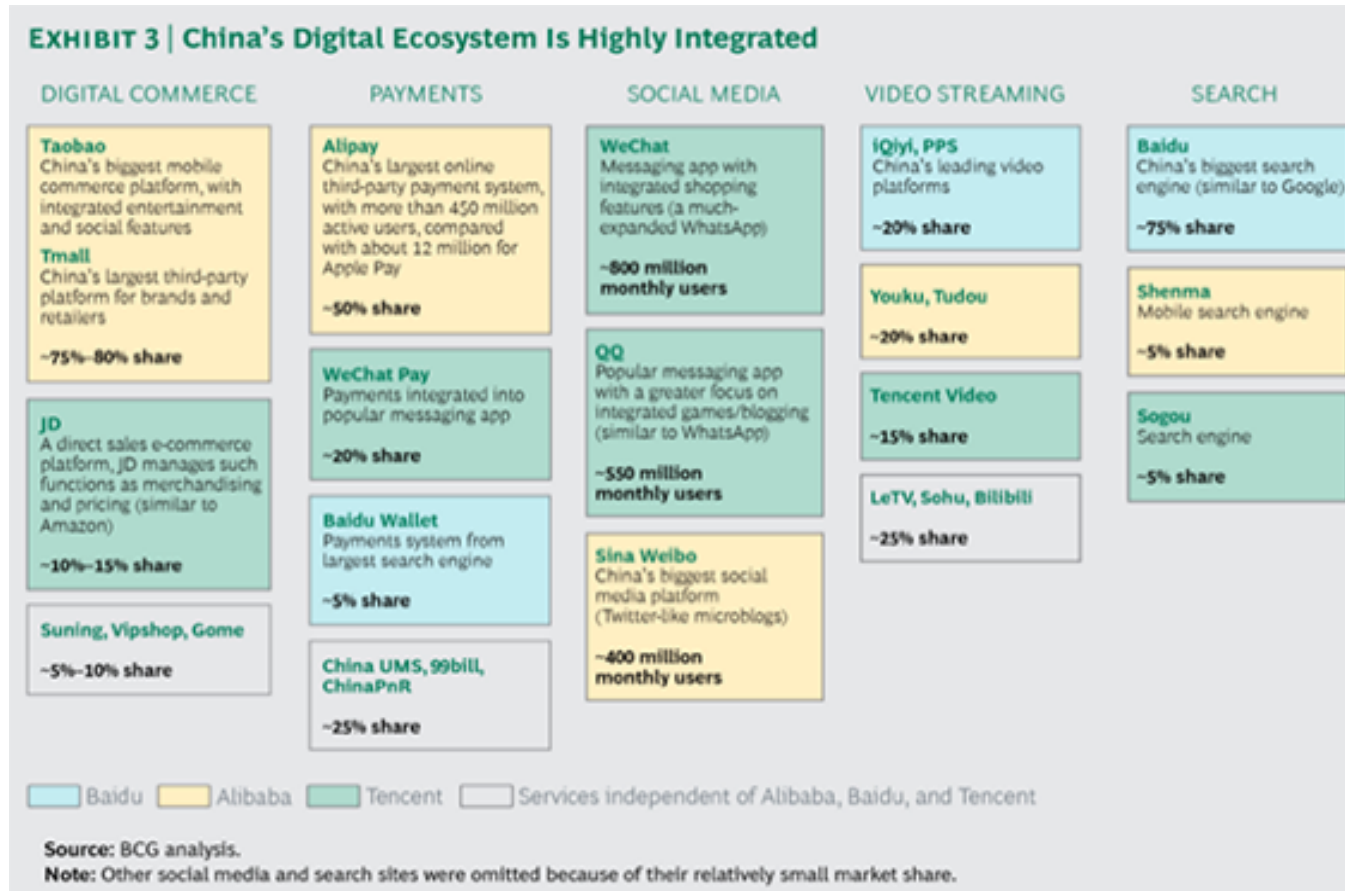 EXHIBIT 3 | China's Digital Ecosystem Is Highly Integrated
DIGITAL COMMERCE
Taobao
China's biggest mobile
commerce platform, with
integrated entertainment
and social features
Tmall
China's largest third-party
platform for brands and
retailers
~75%–80% share
JD
A direct sales e-commerce
platform, JD manages such
functions as merchandising
and pricing (similar to
Amazon)
~10%–15% share
Suning, Vipshop, Gome
~5%–10% share
PAYMENTS
Alipay
China's largest online
third-party payment system,
with more than 450 million
active users, compared
with about 12 million for
Apple Pay
~50% share
WeChat Pay
Payments integrated into
popular messaging app
~20% share
Baidu Wallet
Payments system from
largest search engine
~5% share
China UMS, 99bill,
ChinaPnR
~25% share
SOCIAL MEDIA
WeChat
Messaging app with
integrated shopping
features (a much-
expanded WhatsApp)
~800 million
monthly users
QQ
Popular messaging app
with a greater focus on
integrated games/blogging
(similar to WhatsApp)
~550 million
monthly users
Sina Weibo
China's biggest social
media platform
(Twitter-like microblogs)
~400 million
monthly users
VIDEO STREAMING
iQiyi, PPS
China's leading video
platforms
~20% share
Youku, Tudou
~20% share
Tencent Video
~15% share
LeTV, Sohu, Bilibili
~25% share
SEARCH
Baidu
China's biggest search
engine (similar to Google)
~75% share
Shenma
Mobile search engine
~5% share
Sogou
Search engine
~5% share
Baidu
Alibaba
Tencent
Services independent of Alibaba, Baidu, and Tencent
Source: BCG analysis.
Note: Other social media and search sites were omitted because of their relatively small market share.